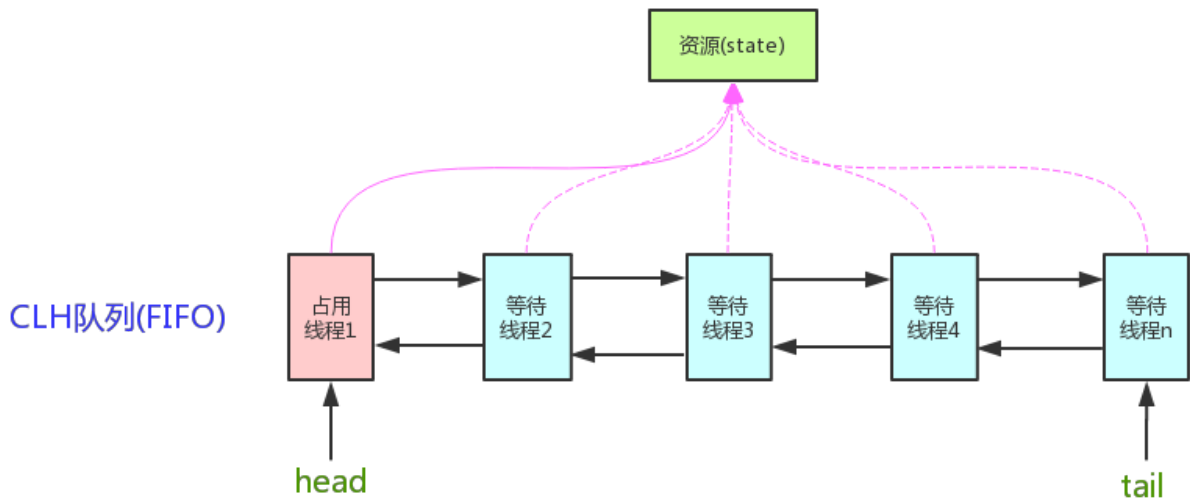 资源(state)
CLH队列(FIFO)
占用
线程1
等待
线程2
等待
线程3
等待
线程4
等待
线程n
head
tail